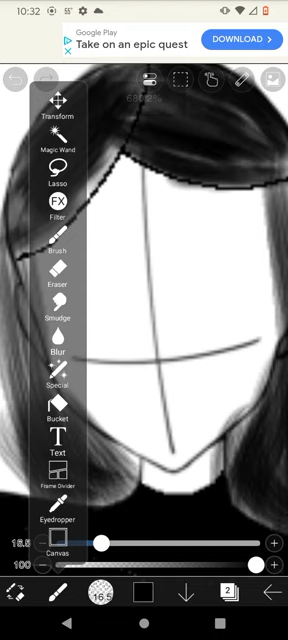 10:32
55°
Google Play
Take on an epic quest
DOWNLOAD
Transform
Magic Wand
Lasso
FX
Filter
Brush
Eraser
Smudge
Blur
Special
Bucket
T
Text
Frame Divider
Eyedropper
Canvas
100
16.5
2